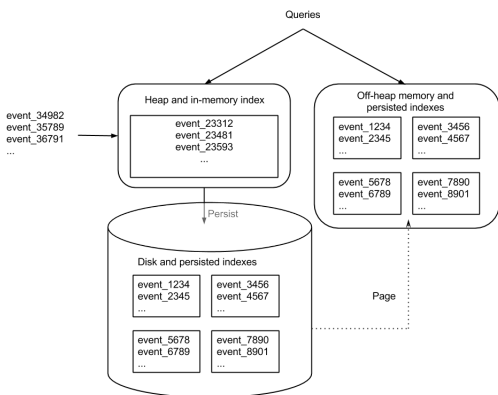 Queries
Heap and in-memory index
event_23312
event_23481
event_23593
...
event_34982
event_35789
event_36791
...
Off-heap memory and
persisted indexes
event_1234
event_2345
...
event_3456
event_4567
...
event_5678
event_6789
...
event_7890
event_8901
...
Persist
Disk and persisted indexes
event_1234
event_2345
...
event_3456
event_4567
...
event_5678
event_6789
...
event_7890
event_8901
...
Page